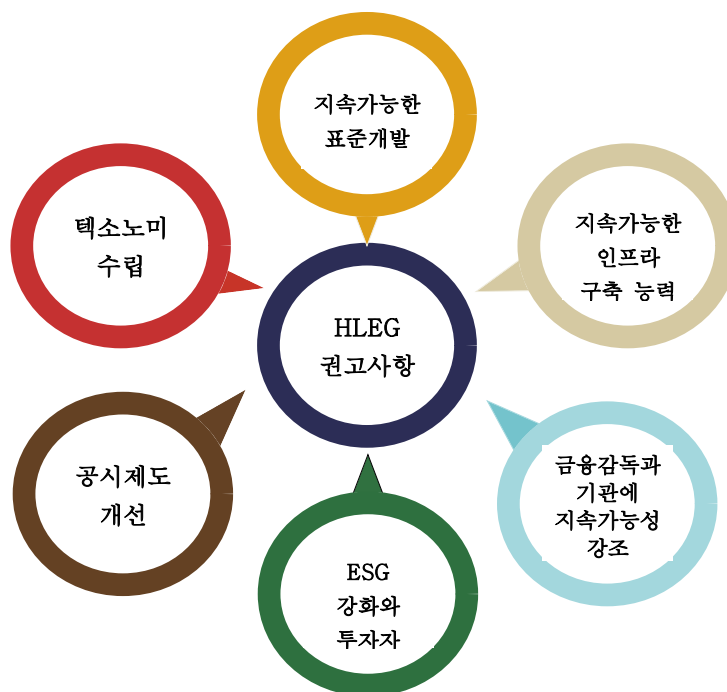 지속가능한
표준개발
텍소노미
수립
지속가능한
인프라
구축 능력
HLEG
권고사항
공시제도
개선
금융감독과
기관에
지속가능성
강조
ESG
강화와
투자자